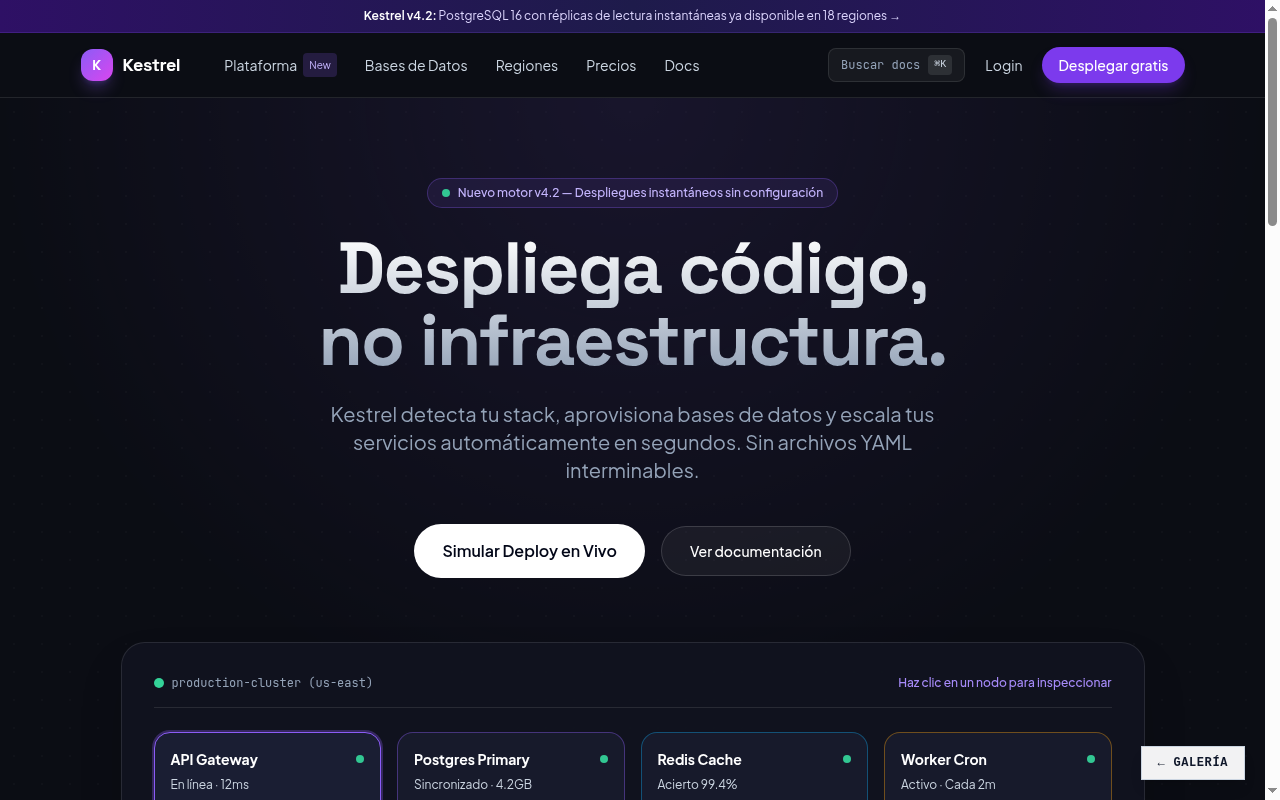 Kestrel v4.2: PostgreSQL 16 con réplicas de lectura instantáneas ya disponible en 18 regiones →
K Kestrel Plataforma New Bases de Datos Regiones Precios Docs Buscar docs ⌘K Login Desplegar gratis
Nuevo motor v4.2 — Despliegues instantáneos sin configuración
Despliega código,
no infraestructura.
Kestrel detecta tu stack, aprovisiona bases de datos y escala tus
servicios automáticamente en segundos. Sin archivos YAML
interminables.
Simular Deploy en Vivo Ver documentación
production-cluster (us-east) Haz clic en un nodo para inspeccionar
API Gateway Postgres Primary Redis Cache Worker Cron
En línea · 12ms Sincronizado · 4.2GB Acierto 99.4% Activo · Cada 2m
← GALERÍA